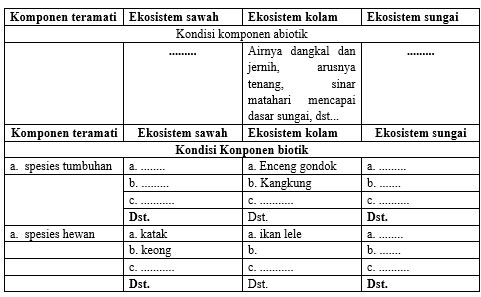 Komponen teramati Ekosistem sawah Ekosistem kolam Ekosistem sungai
Kondisi komponen abiotik
......... Airnya dangkal dan .........
jernih, arusnya
tenang, sinar
matahari mencapai
dasar sungai, dst...
Komponen teramati Ekosistem sawah Ekosistem kolam Ekosistem sungai
Kondisi Konponen biotik
a. spesies tumbuhan a. ........ a. Enceng gondok a. .........
b. ......... b. Kangkung b. .......
c. ........... c. ........... c. ...........
Dst. Dst. Dst.
a. spesies hewan a. katak a. ikan lele a. ........
b. keong b. b. .......
c. ........... c. ........... c. ...........
Dst. Dst. Dst.